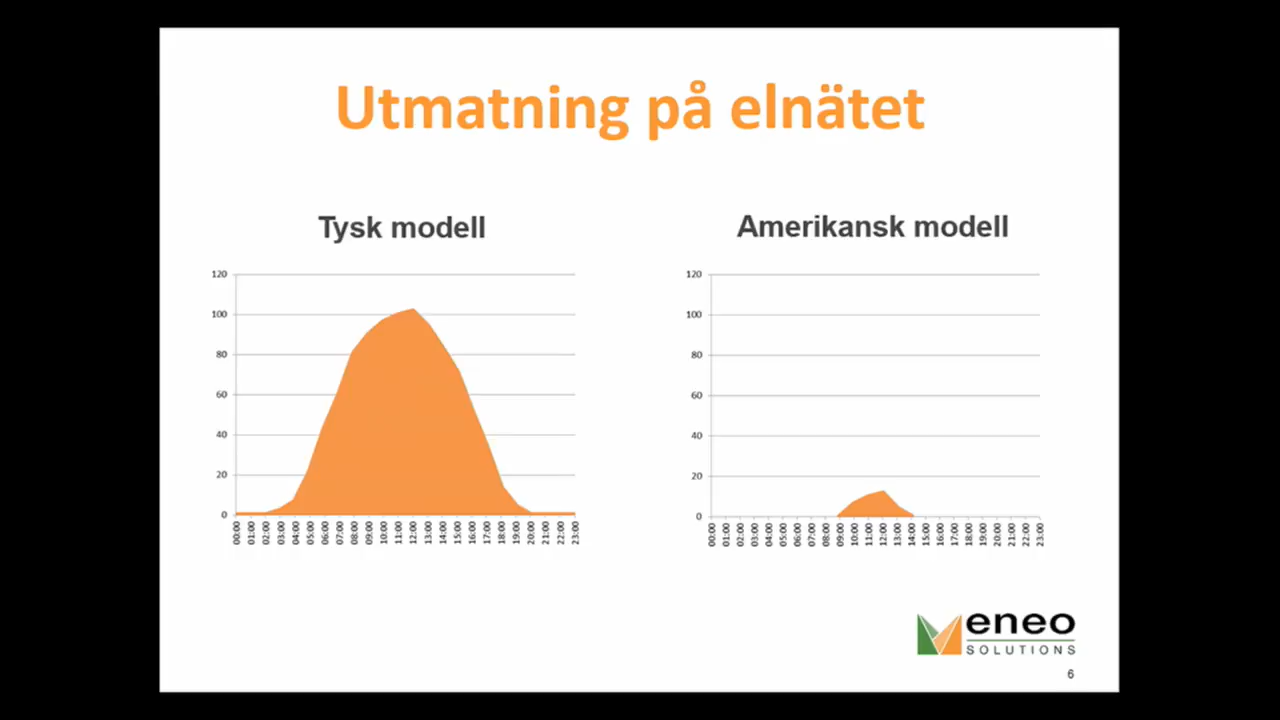 Utmatning på elnätet
Tysk modell
120
100
80
60
40
20
0
00:00 01:00 02:00 03:00 04:00 05:00 06:00 07:00 08:00 09:00 10:00 11:00 12:00 13:00 14:00 15:00 16:00 17:00 18:00 19:00 20:00 21:00 22:00 23:00
Amerikansk modell
120
100
80
60
40
20
0
00:00 01:00 02:00 03:00 04:00 05:00 06:00 07:00 08:00 09:00 10:00 11:00 12:00 13:00 14:00 15:00 16:00 17:00 18:00 19:00 20:00 21:00 22:00 23:00
eneo
SOLUTIONS
6